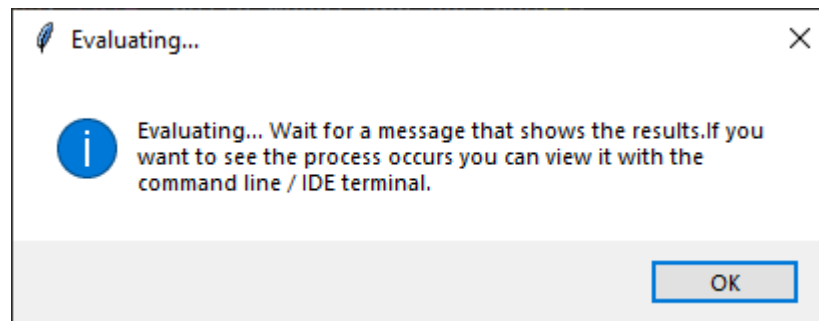 Evaluating...
Evaluating... Wait for a message that shows the results.If you
want to see the process occurs you can view it with the
command line / IDE terminal.
OK